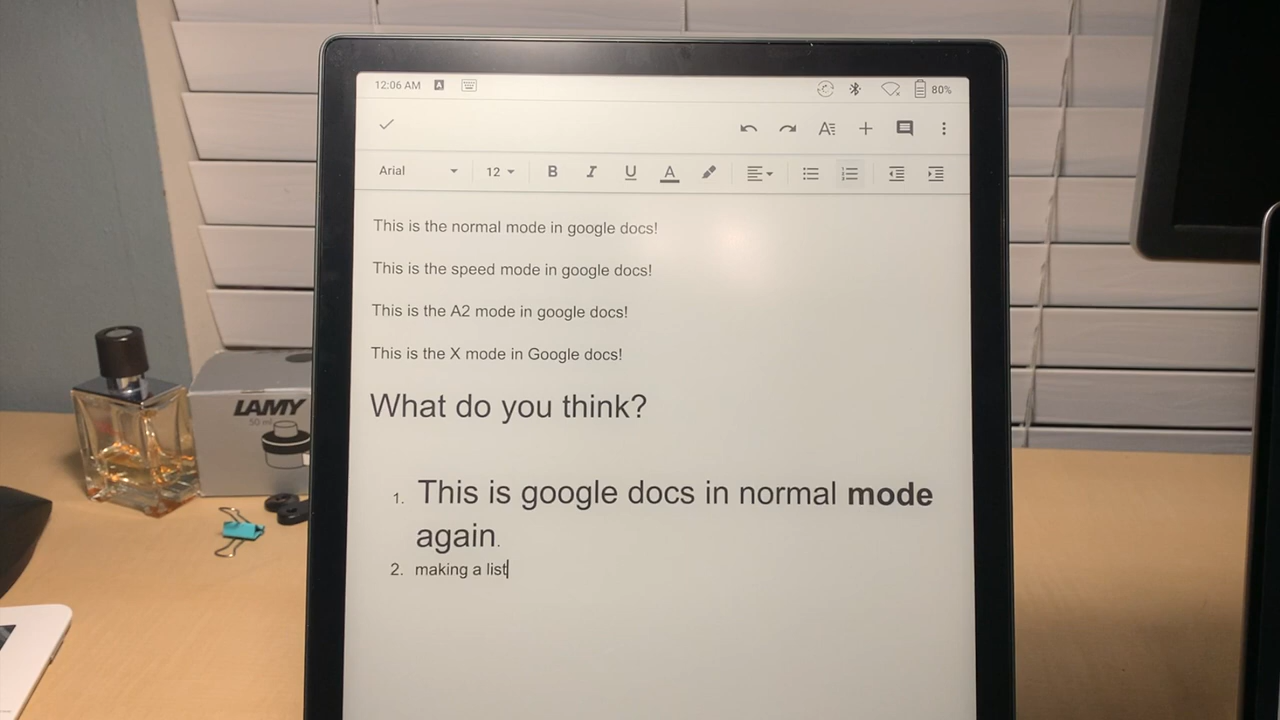 12:06 AM A 80%
Arial 12 B I U A
This is the normal mode in google docs!
This is the speed mode in google docs!
This is the A2 mode in google docs!
This is the X mode in Google docs!
What do you think?
1. This is google docs in normal mode
again.
2. making a list
LAMY
50 ml